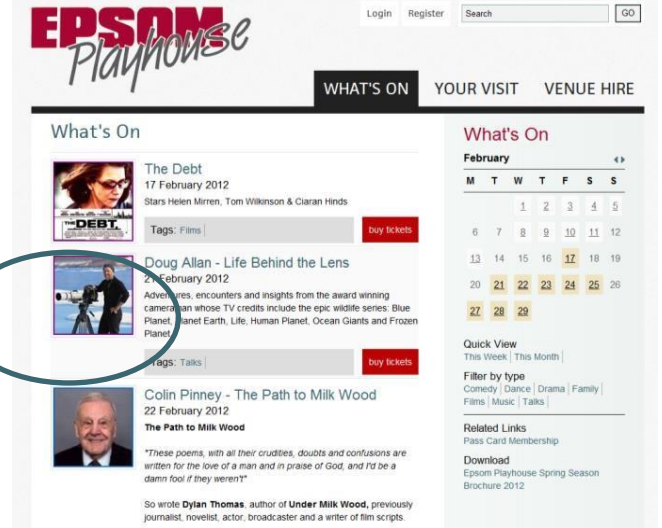 EPSOM
Playhouse
Login Register Search GO
WHAT'S ON YOUR VISIT VENUE HIRE
What's On
The Debt
17 February 2012
Stars Helen Mirren, Tom Wilkinson & Ciaran Hinds
THE DEBT
Tags: Films
buy tickets
Doug Allan - Life Behind the Lens
21 February 2012
Adventures, encounters and insights from the award winning
cameraman whose TV credits include the epic wildlife series: Blue
Planet, Planet Earth, Life, Human Planet, Ocean Giants and Frozen
Planet
Tags: Talks
buy tickets
Colin Pinney - The Path to Milk Wood
22 February 2012
The Path to Milk Wood
"These poems, with all their crudities, doubts and confusions are
written for the love of a man and in praise of God, and I'd be a
damn fool if they weren't"
So wrote Dylan Thomas, author of Under Milk Wood, previously
journalist, novelist, actor, broadcaster and a writer of film scripts.
What's On
February
M T W T F S S
1 2 3 4 5
6 7 8 9 10 11 12
13 14 15 16 17 18 19
20 21 22 23 24 25 26
27 28 29
Quick View
This Week | This Month |
Filter by type
Comedy | Dance | Drama | Family |
Films | Music | Talks |
Related Links
Pass Card Membership
Download
Epsom Playhouse Spring Season
Brochure 2012